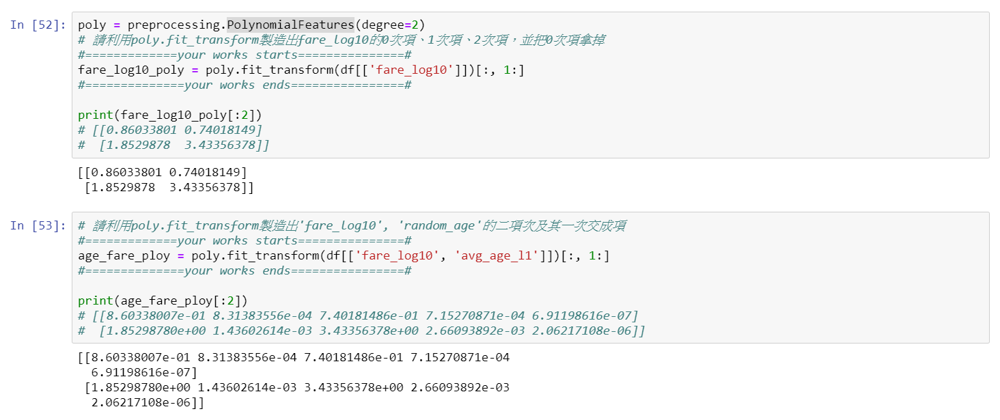 In [52]: poly = preprocessing.PolynomialFeatures(degree=2)
# 請利用poly.fit_transform製造出fare_log10的0次項、1次項、2次項，並把0次項拿掉
#=============your works starts===============#
fare_log10_poly = poly.fit_transform(df[['fare_log10']])[:, 1:]
#==============your works ends================#
print(fare_log10_poly[:2])
# [[0.86033801 0.74018149]
#  [1.8529878  3.43356378]]
[[0.86033801 0.74018149]
 [1.8529878  3.43356378]]
In [53]: # 請利用poly.fit_transform製造出'fare_log10', 'random_age'的二項次及其一次交成項
#=============your works starts===============#
age_fare_ploy = poly.fit_transform(df[['fare_log10', 'avg_age_l1']])[:, 1:]
#==============your works ends================#
print(age_fare_ploy[:2])
# [[8.60338007e-01 8.31383556e-04 7.40181486e-01 7.15270871e-04 6.91198616e-07]
#  [1.85298780e+00 1.43602614e-03 3.43356378e+00 2.66093892e-03 2.06217108e-06]]
[[8.60338007e-01 8.31383556e-04 7.40181486e-01 7.15270871e-04
  6.91198616e-07]
 [1.85298780e+00 1.43602614e-03 3.43356378e+00 2.66093892e-03
  2.06217108e-06]]